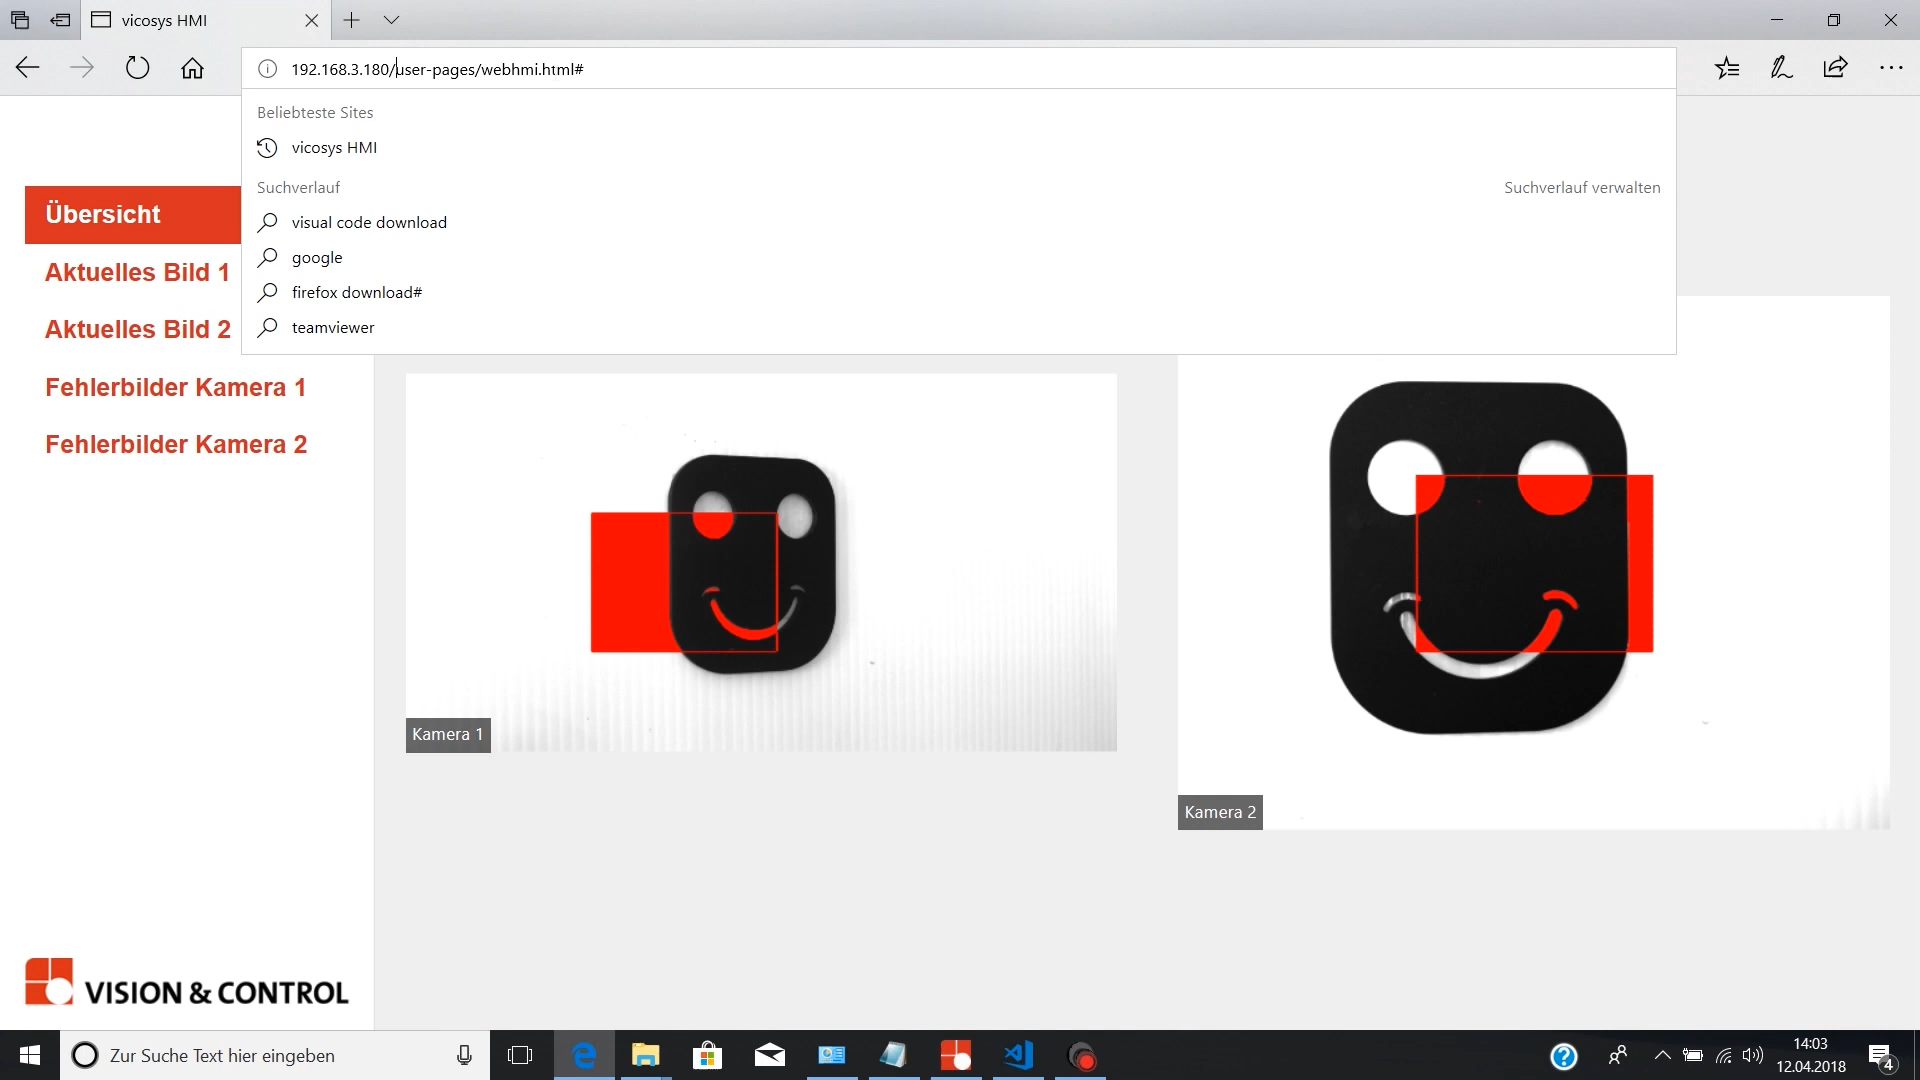 vicosys HMI
192.168.3.180/user-pages/webhmi.html#
Beliebteste Sites
vicosys HMI
Suchverlauf
Suchverlauf verwalten
visual code download
google
firefox download#
teamviewer
Übersicht
Aktuelles Bild 1
Aktuelles Bild 2
Fehlerbilder Kamera 1
Fehlerbilder Kamera 2
Kamera 1
Kamera 2
VISION & CONTROL
Zur Suche Text hier eingeben
14:03
12.04.2018
4